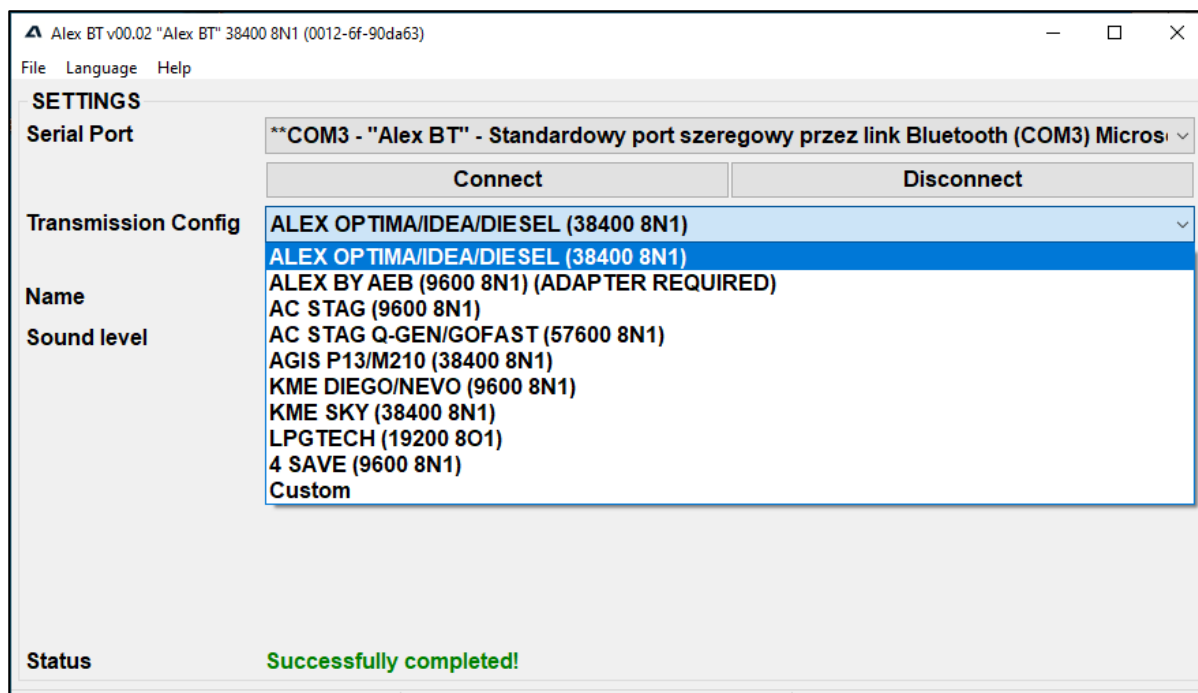 Alex BT v00.02 "Alex BT" 38400 8N1 (0012-6f-90da63)
File Language Help
SETTINGS
Serial Port
**COM3 - "Alex BT" - Standardowy port szeregowy przez link Bluetooth (COM3)
Connect Disconnect
Transmission Config
ALEX OPTIMA/IDEA/DIESEL (38400 8N1)
ALEX OPTIMA/IDEA/DIESEL (38400 8N1)
ALEX BY AEB (9600 8N1) (ADAPTER REQUIRED)
AC STAG (9600 8N1)
AC STAG Q-GEN/GOFAST (57600 8N1)
AGIS P13/M210 (38400 8N1)
KME DIEGO/NEVO (9600 8N1)
KME SKY (38400 8N1)
LPGTECH (19200 8O1)
4 SAVE (9600 8N1)
Custom
Name
Sound level
Status
Successfully completed!